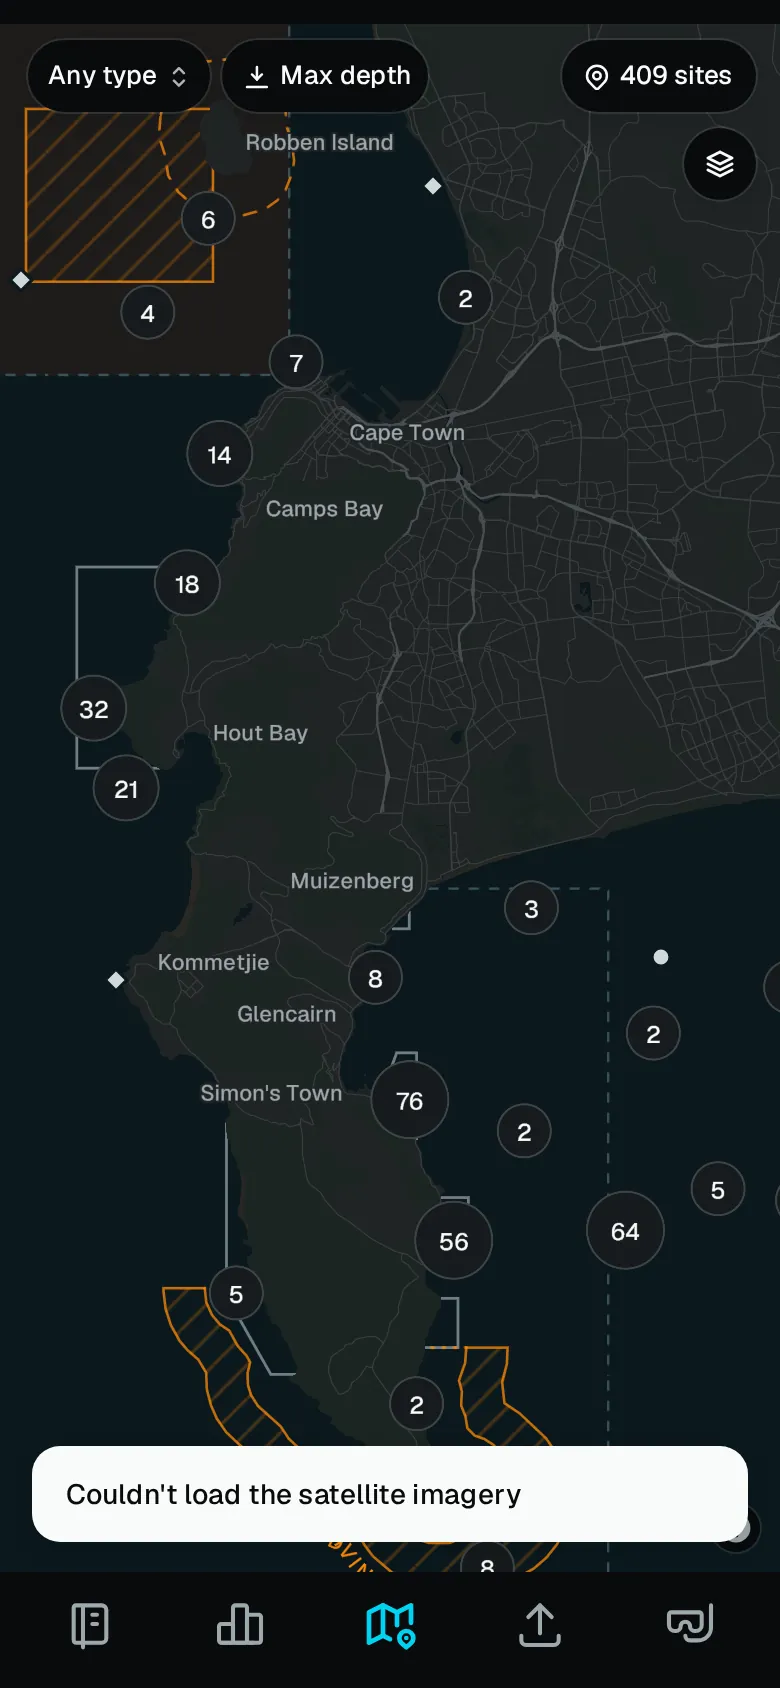 Any type
Max depth
409 sites
Robben Island
6
2
4
7
Cape Town
14
Camps Bay
18
32
Hout Bay
21
Muizenberg
3
Kommetjie
8
Glencairn
2
Simon's Town
76
2
5
56
64
5
2
Couldn't load the satellite imagery
8